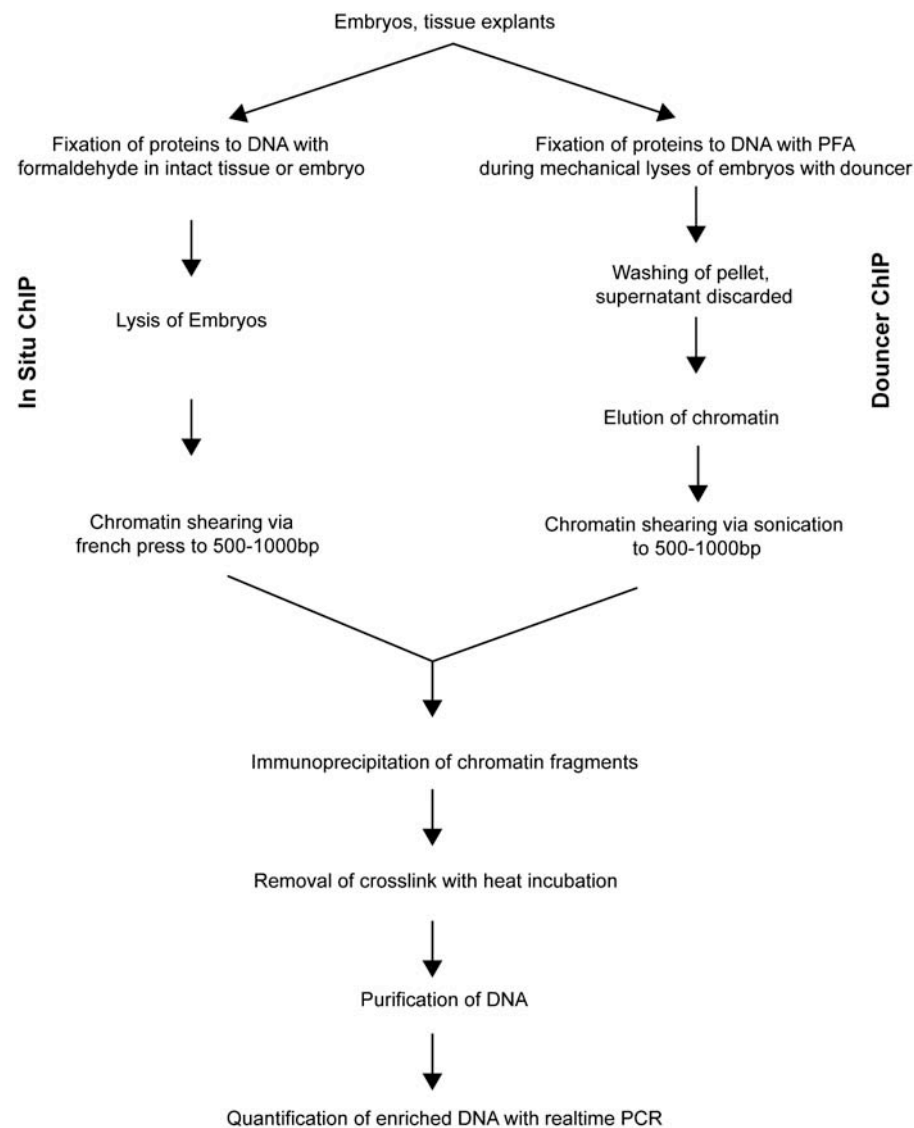 Embryos, tissue explants
Fixation of proteins to DNA with
formaldehyde in intact tissue or embryo
Fixation of proteins to DNA with PFA
during mechanical lyses of embryos with douncer
In Situ ChIP
Lysis of Embryos
Washing of pellet,
supernatant discarded
Douncer ChIP
Elution of chromatin
Chromatin shearing via
french press to 500-1000bp
Chromatin shearing via sonication
to 500-1000bp
Immunoprecipitation of chromatin fragments
Removal of crosslink with heat incubation
Purification of DNA
Quantification of enriched DNA with realtime PCR